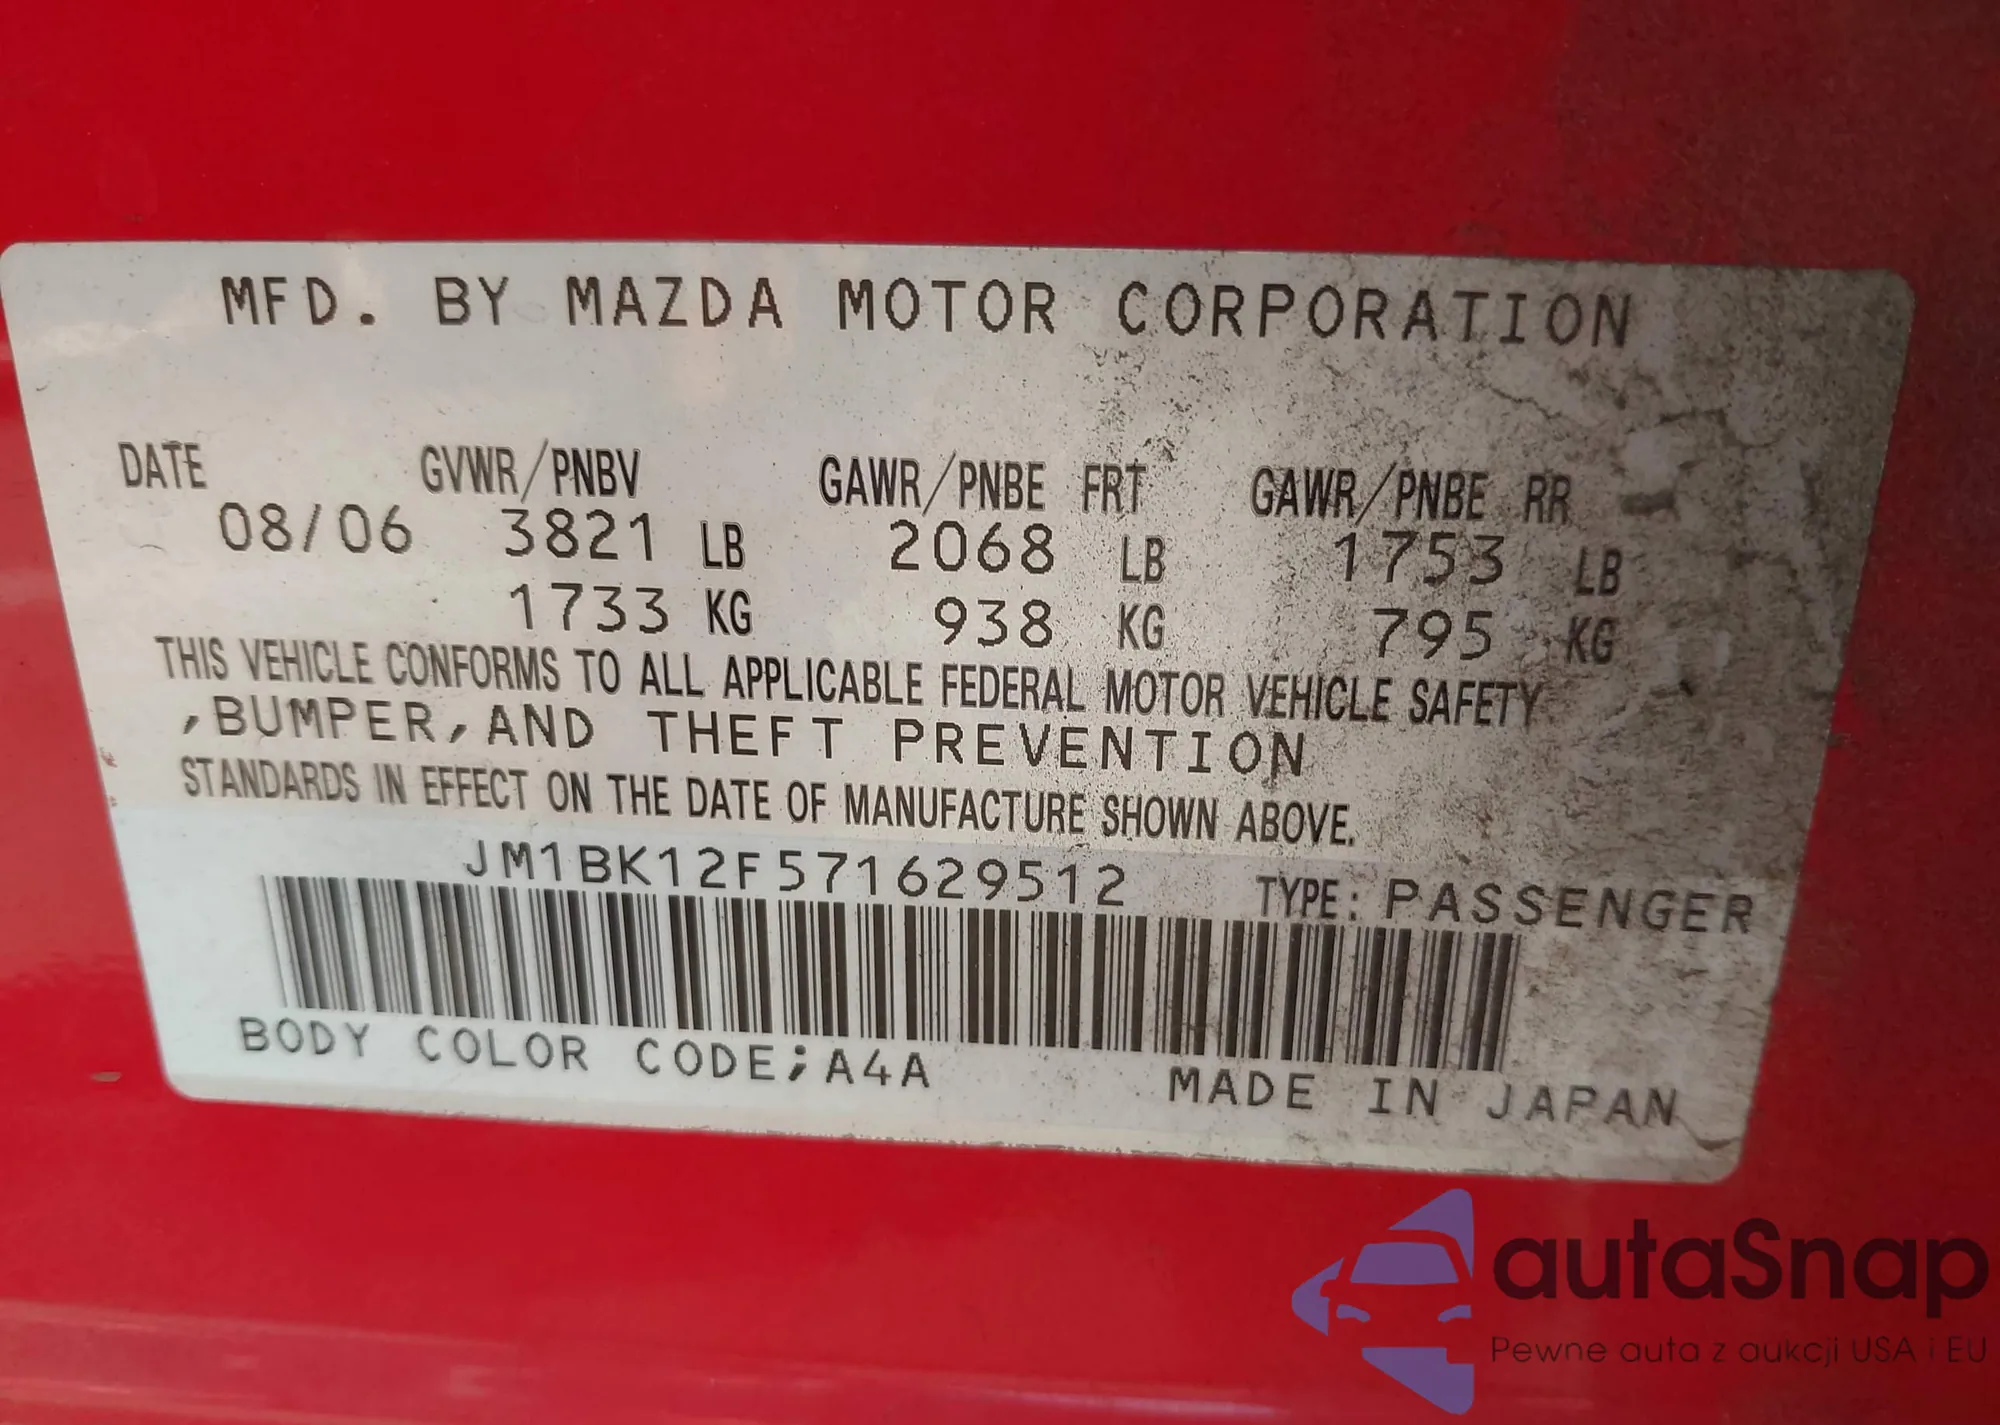 MFD. BY MAZDA MOTOR CORPORATION
DATE GVWR/PNBV GAWR/PNBE FRT GAWR/PNBE RR
08/06 3821 LB 2068 LB 1753 LB
1733 KG 938 KG 795 KG
THIS VEHICLE CONFORMS TO ALL APPLICABLE FEDERAL MOTOR VEHICLE SAFETY
,BUMPER,AND THEFT PREVENTION
STANDARDS IN EFFECT ON THE DATE OF MANUFACTURE SHOWN ABOVE.
JM1BK12F571629512 TYPE: PASSENGER
BODY COLOR CODE;A4A MADE IN JAPAN
autaSnap
Pewne auta z aukcji USA i EU